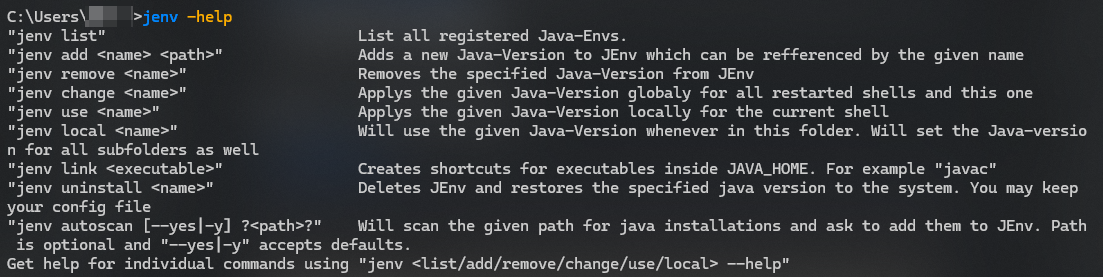 C:\Users\ >jenv -help
"jenv list" List all registered Java-Envs.
"jenv add <name> <path>" Adds a new Java-Version to JEnv which can be refferenced by the given name
"jenv remove <name>" Removes the specified Java-Version from JEnv
"jenv change <name>" Applys the given Java-Version globaly for all restarted shells and this one
"jenv use <name>" Applys the given Java-Version locally for the current shell
"jenv local <name>" Will use the given Java-Version whenever in this folder. Will set the Java-versio
n for all subfolders as well
"jenv link <executable>" Creates shortcuts for executables inside JAVA_HOME. For example "javac"
"jenv uninstall <name>" Deletes JEnv and restores the specified java version to the system. You may keep
your config file
"jenv autoscan [--yes|-y] ?<path>?" Will scan the given path for java installations and ask to add them to JEnv. Path
is optional and "--yes|-y" accepts defaults.
Get help for individual commands using "jenv <list/add/remove/change/use/local> --help"